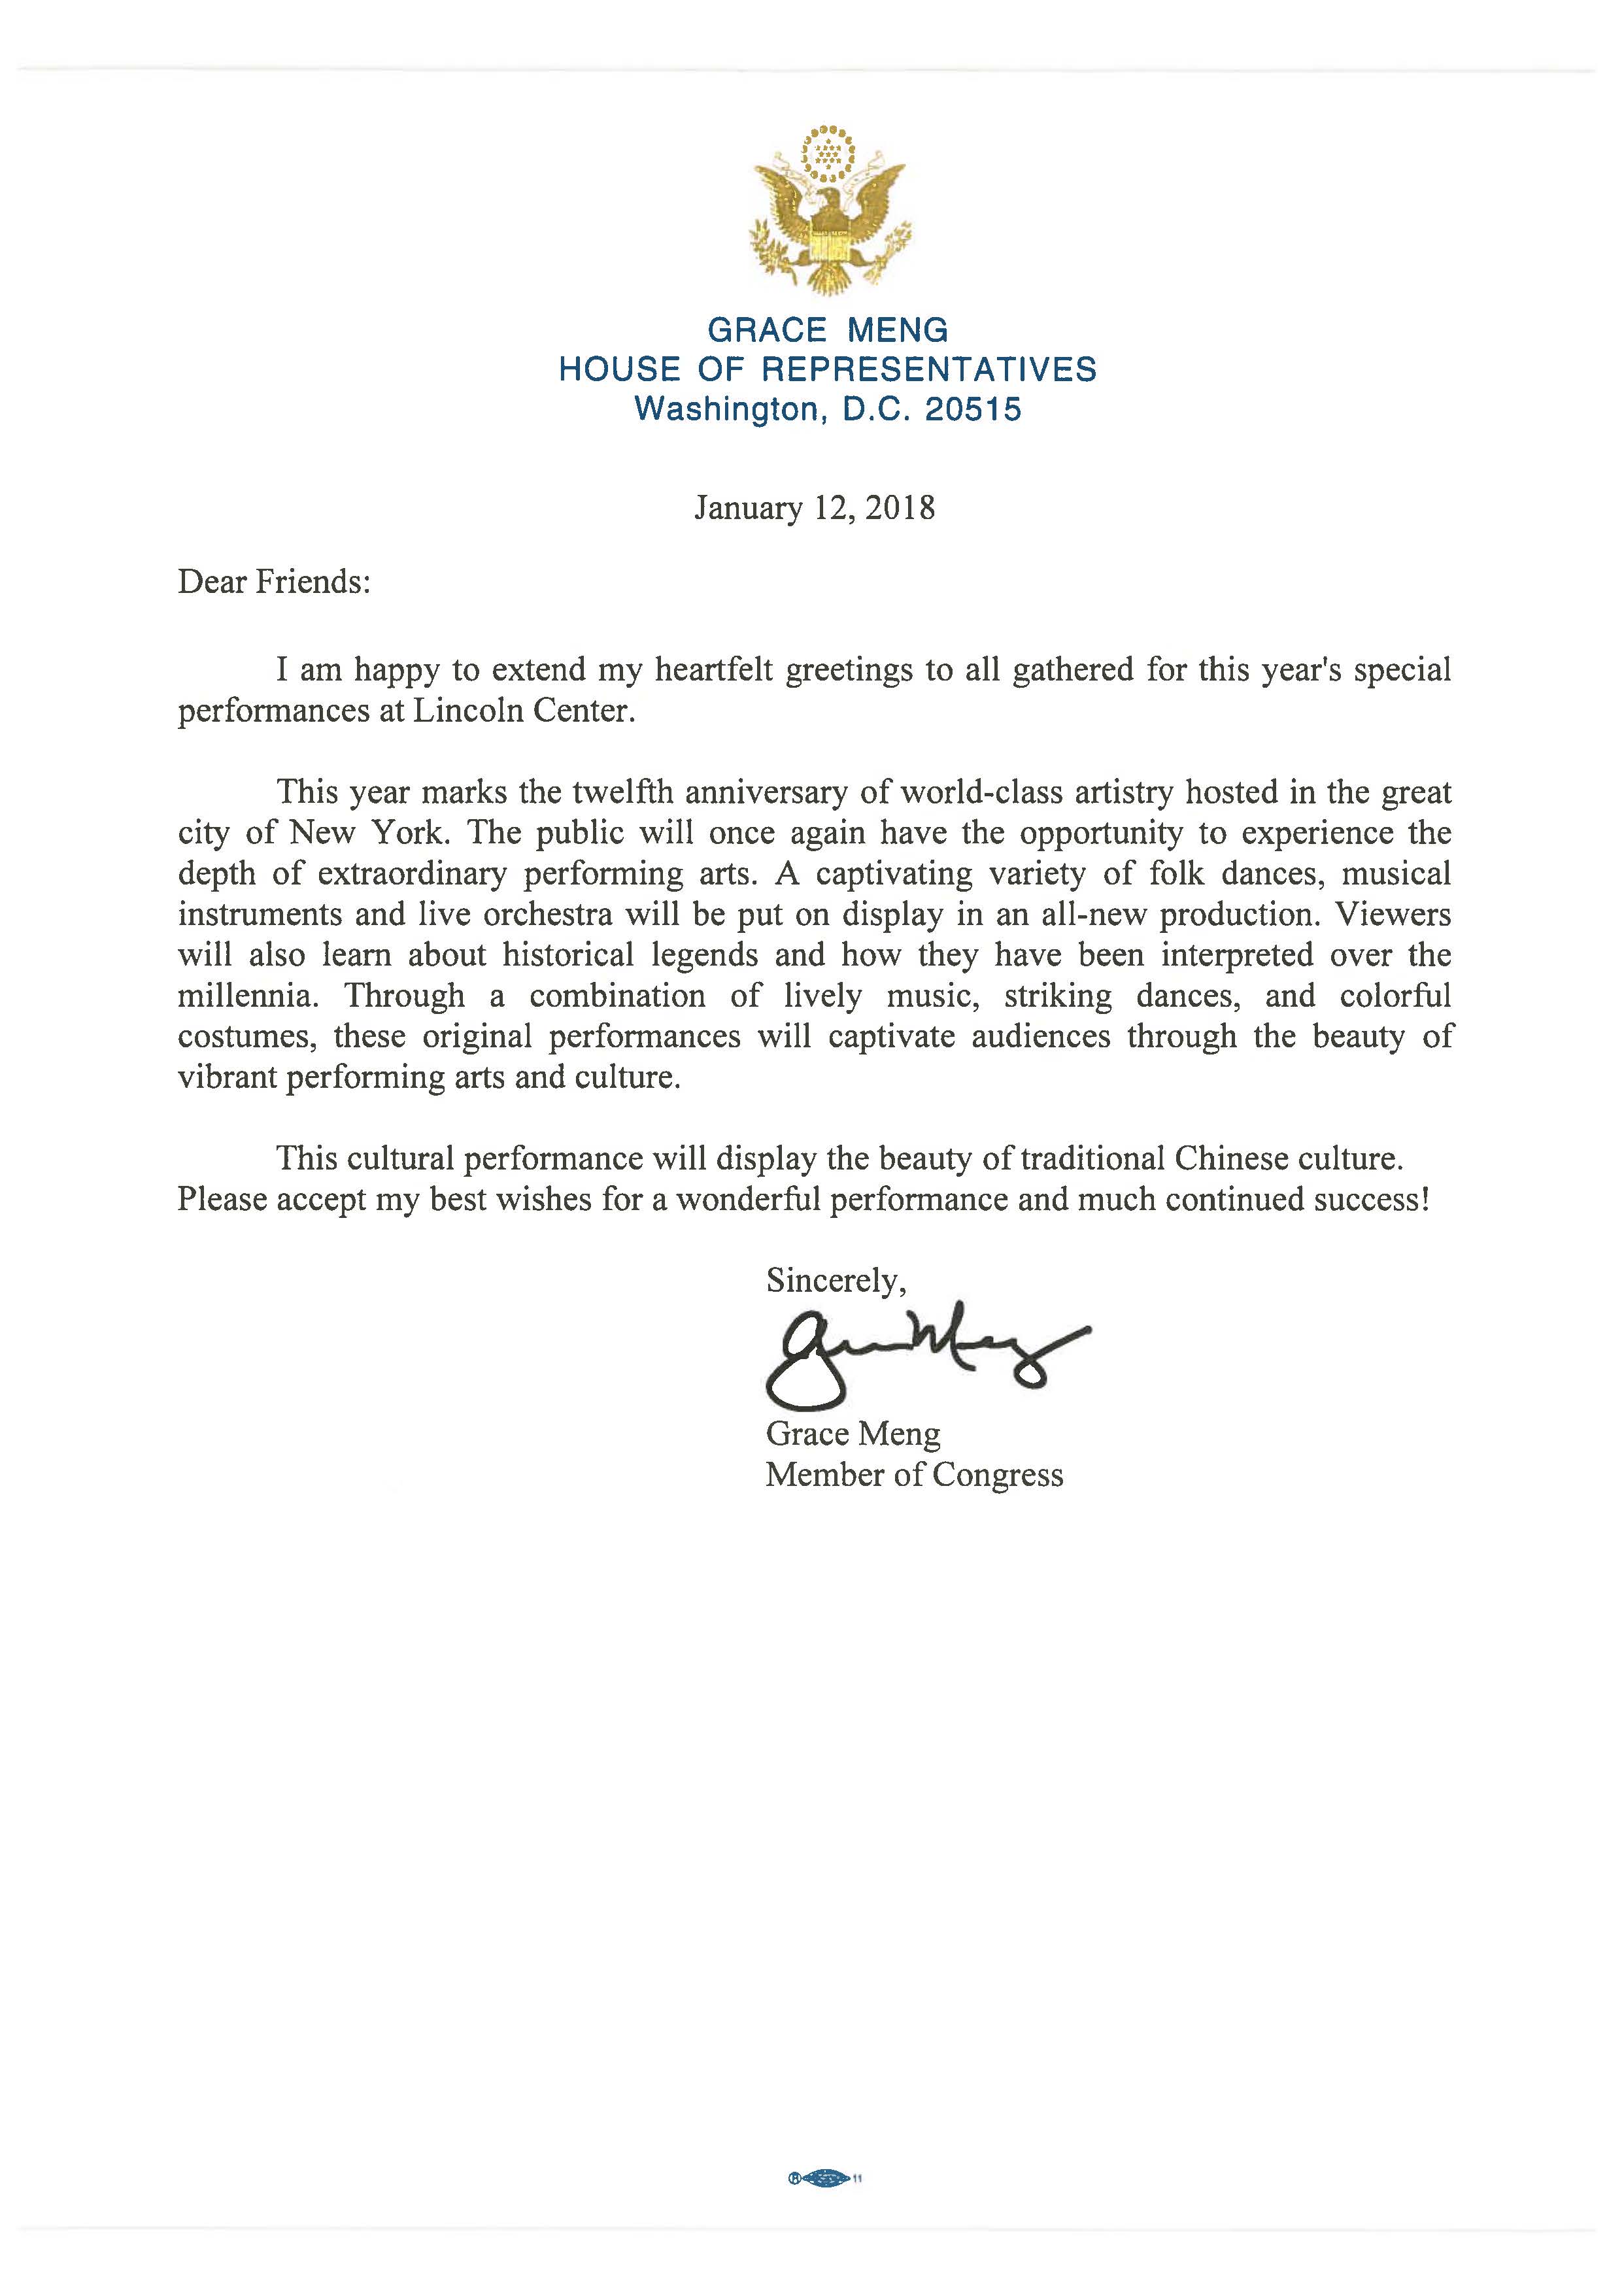 GRACE MENG
HOUSE OF REPRESENTATIVES
Washington, D.C. 20515
January 12, 2018
Dear Friends:
I am happy to extend my heartfelt greetings to all gathered for this year's special
performances at Lincoln Center.
This year marks the twelfth anniversary of world-class artistry hosted in the great
city of New York. The public will once again have the opportunity to experience the
depth of extraordinary performing arts. A captivating variety of folk dances, musical
instruments and live orchestra will be put on display in an all-new production. Viewers
will also learn about historical legends and how they have been interpreted over the
millennia. Through a combination of lively music, striking dances, and colorful
costumes, these original performances will captivate audiences through the beauty of
vibrant performing arts and culture.
This cultural performance will display the beauty of traditional Chinese culture.
Please accept my best wishes for a wonderful performance and much continued success!
Sincerely,
Grace Meng
Grace Meng
Member of Congress
® 11